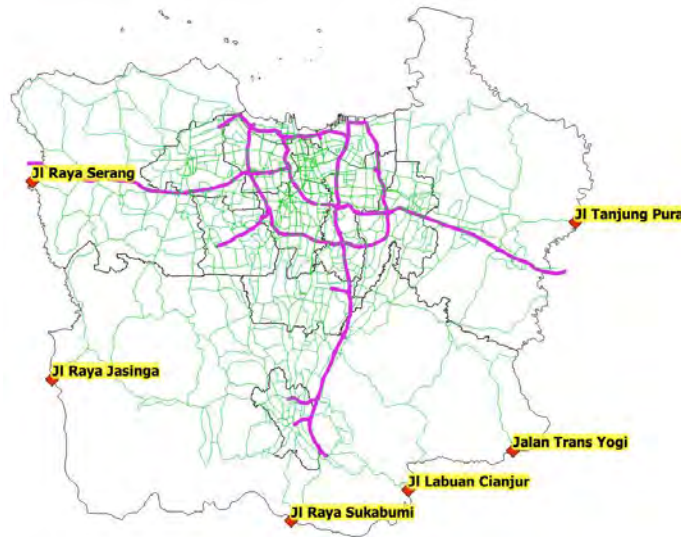 Jl Raya Serang
Jl Tanjung Pura
Jl Raya Jasinga
Jalan Trans Yogi
Jl Labuan Cianjur
Jl Raya Sukabumi